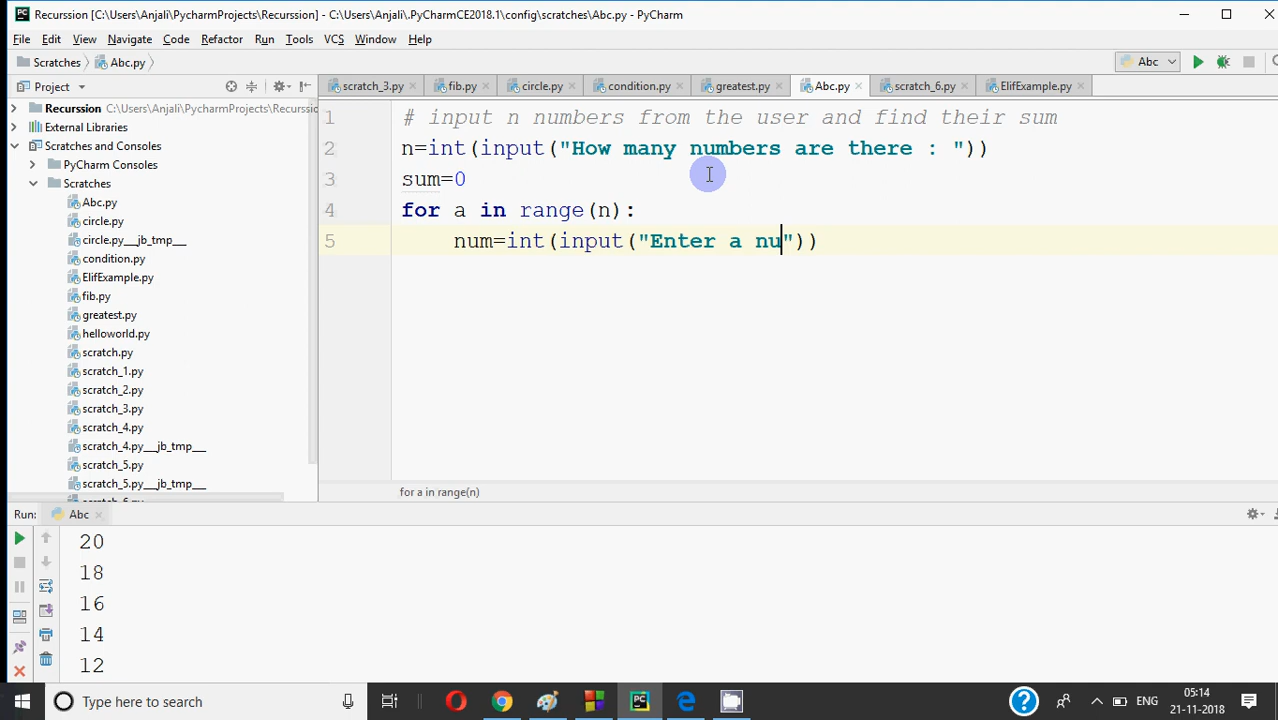 Recurssion [C:\Users\Anjali\PycharmProjects\Recurssion] - C:\Users\Anjali\.PyCharmCE2018.1\config\scratches\Abc.py - PyCharm
File Edit View Navigate Code Refactor Run Tools VCS Window Help
Scratches Abc.py Abc
Project scratch_3.py fib.py circle.py condition.py greatest.py Abc.py scratch_6.py ElifExample.py
Recurssion C:\Users\Anjali\PycharmProjects\Recurssic
External Libraries
Scratches and Consoles
PyCharm Consoles
Scratches
Abc.py
circle.py
circle.py___jb_tmp___
condition.py
ElifExample.py
fib.py
greatest.py
helloworld.py
scratch.py
scratch_1.py
scratch_2.py
scratch_3.py
scratch_4.py
scratch_4.py___jb_tmp___
scratch_5.py
scratch_5.py___jb_tmp___
1 # input n numbers from the user and find their sum
2 n=int(input("How many numbers are there : "))
3 sum=0
4 for a in range(n):
5 num=int(input("Enter a nu"))
for a in range(n)
Run: Abc
20
18
16
14
12
Type here to search
ENG
05:14
21-11-2018